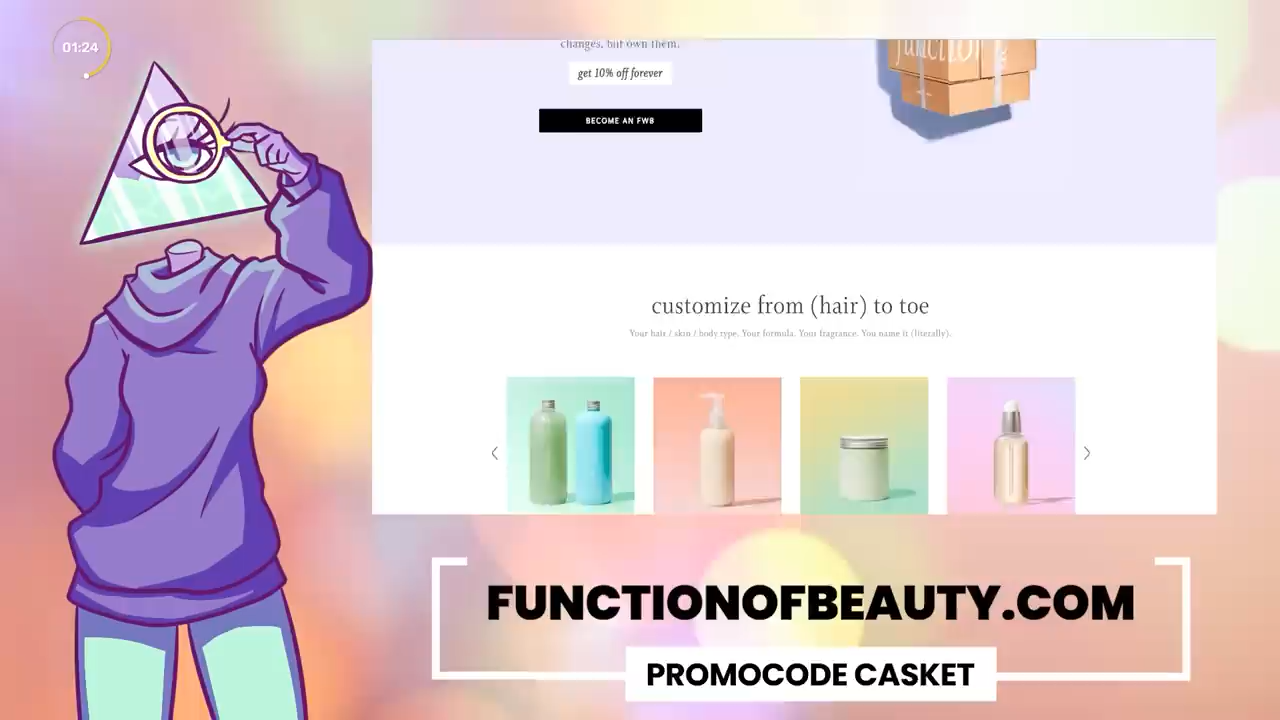 01:24
changes, but own them.
function
get 10% off forever
BECOME AN FWB
customize from (hair) to toe
Your hair / skin / body type. Your formula. Your fragrance. You name it (literally).
FUNCTIONOFBEAUTY.COM
PROMOCODE CASKET